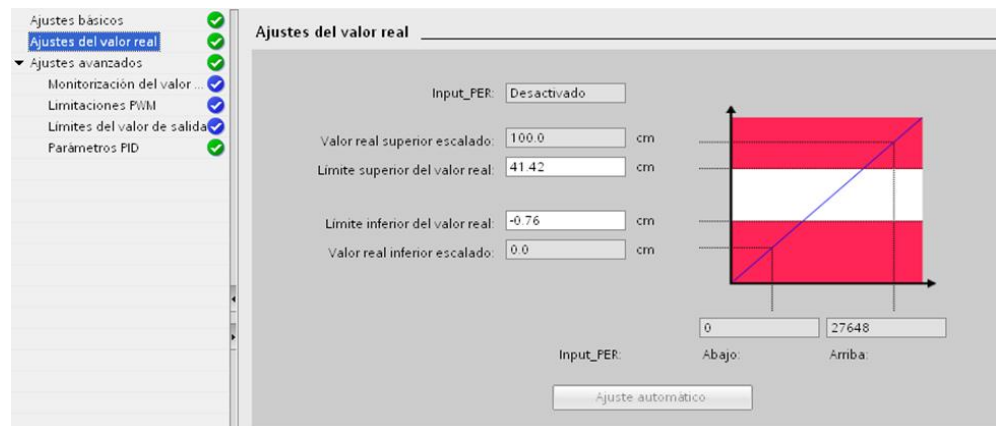 Ajustes básicos
Ajustes del valor real
Ajustes avanzados
Monitorización del valor ...
Limitaciones PWM
Límites del valor de salida
Parámetros PID
Ajustes del valor real
Input_PER: Desactivado
Valor real superior escalado: 100.0 cm
Límite superior del valor real: 41.42 cm
Límite inferior del valor real: -0.76 cm
Valor real inferior escalado: 0.0 cm
0 27648
Input_PER: Abajo: Arriba:
Ajuste automático